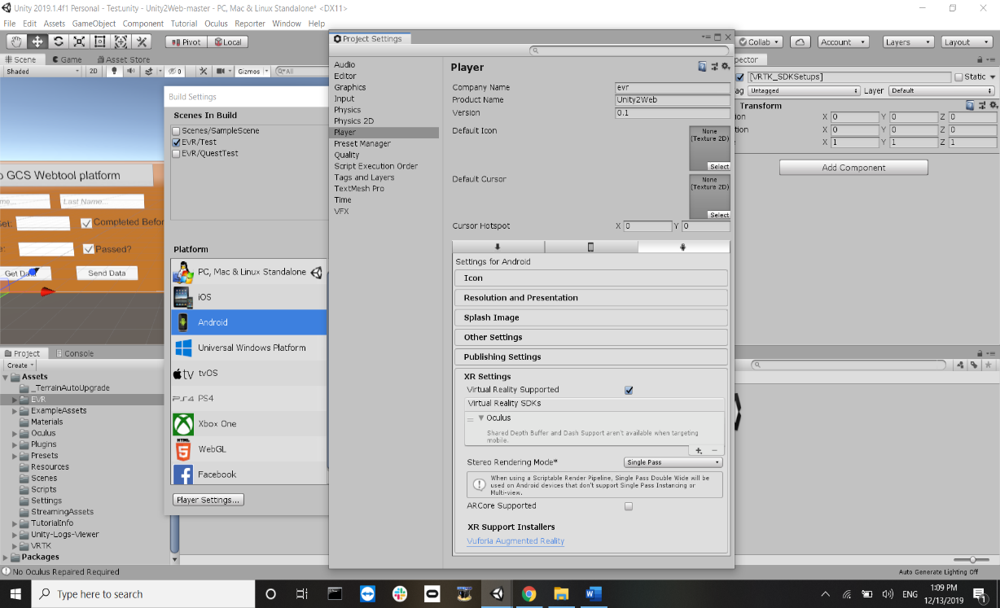 Unity 2019.1.4f1 Personal - Test.unity - Unity2Web-master - PC, Mac & Linux Standalone* <DX11>
File Edit Assets GameObject Component Tutorial Oculus Reporter Window Help
Pivot Local Collab Account Layers Layout
Scene Game Asset Store
Shaded 2D 0 Gizmos All
o GCS Webtool platform
Last Name...
Completed Before
Passed?
Get Data Send Data
Build Settings
Scenes In Build
Scenes/SampleScene
EVR/Test
EVR/QuestTest
Platform
PC, Mac & Linux Standalone
iOS
Android
Universal Windows Platform
tv tvOS
PS4 PS4
Xbox One
HTML 5 WebGL
f Facebook
Player Settings...
Project Settings
Audio
Editor
Graphics
Input
Physics
Physics 2D
Player
Preset Manager
Quality
Script Execution Order
Tags and Layers
TextMesh Pro
Time
VFX
Player
Company Name evr
Product Name Unity2Web
Version 0.1
Default Icon None
(Texture 2D)
Select
Default Cursor None
(Texture 2D)
Select
Cursor Hotspot X 0 Y 0
Settings for Android
Icon
Resolution and Presentation
Splash Image
Other Settings
Publishing Settings
XR Settings
Virtual Reality Supported
Virtual Reality SDKs
Oculus
Shared Depth Buffer and Dash Support aren't available when targeting
mobile.
+ −
Stereo Rendering Mode* Single Pass
When using a Scriptable Render Pipeline, Single Pass Double Wide will be
used on Android devices that don't support Single Pass Instancing or
Multi-view.
ARCore Supported
XR Support Installers
Vuforia Augmented Reality
pector
[VRTK_SDKSetups] Static
ag Untagged Layer Default
Transform
ion X 0 Y 0 Z 0
tion X 0 Y 0 Z 0
e X 1 Y 1 Z 1
Add Component
Project Console
Create
Assets
_TerrainAutoUpgrade
EVR
ExampleAssets
Materials
Oculus
Plugins
Presets
Resources
Scenes
Scripts
Settings
StreamingAssets
TutorialInfo
Unity-Logs-Viewer
VRTK
Packages
No Oculus Repaired Required
Auto Generate Lighting Off
Type here to search
ENG
1:09 PM
12/13/2019
1